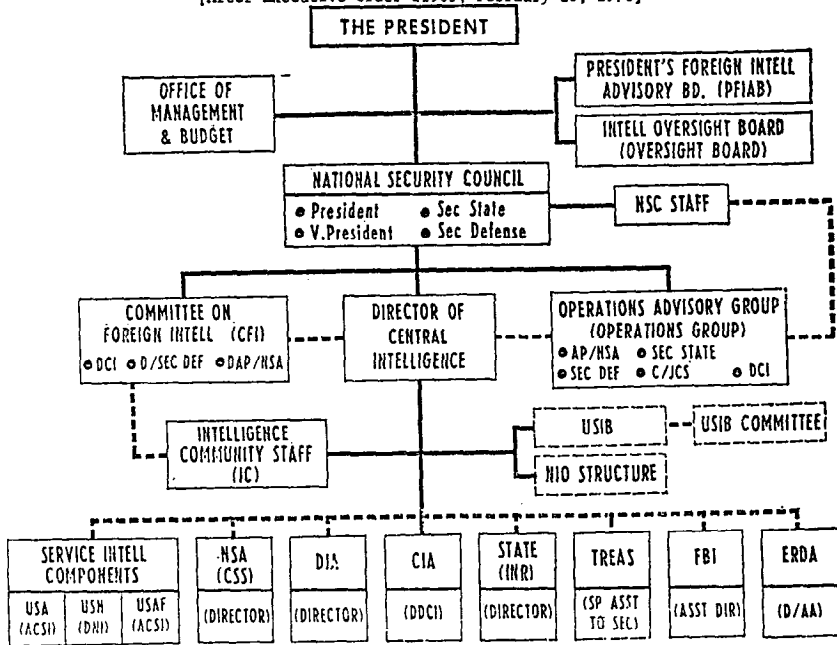 THE PRESIDENT
OFFICE OF
MANAGEMENT
& BUDGET
PRESIDENT'S FOREIGN INTELL
ADVISORY BD. (PFIAB)
INTELL OVERSIGHT BOARD
(OVERSIGHT BOARD)
NATIONAL SECURITY COUNCIL
• President • Sec State
• V.President • Sec Defense
NSC STAFF
COMMITTEE ON
FOREIGN INTELL (CFI)
• DCI • D/SEC DEF • DAP/NSA
DIRECTOR OF
CENTRAL
INTELLIGENCE
OPERATIONS ADVISORY GROUP
(OPERATIONS GROUP)
• AP/NSA • SEC STATE
• SEC DEF • C/JCS • DCI
INTELLIGENCE
COMMUNITY STAFF
(IC)
USIB
USIB COMMITTEE
NIO STRUCTURE
SERVICE INTELL
COMPONENTS
USA
(ACSI)
USN
(DNI)
USAF
(ACSI)
NSA
(CSS)
(DIRECTOR)
DIA
(DIRECTOR)
CIA
(DDCI)
STATE
(INR)
(DIRECTOR)
TREAS
(SP ASST
TO SEC)
FBI
(ASST DIR)
ERDA
(D/AA)